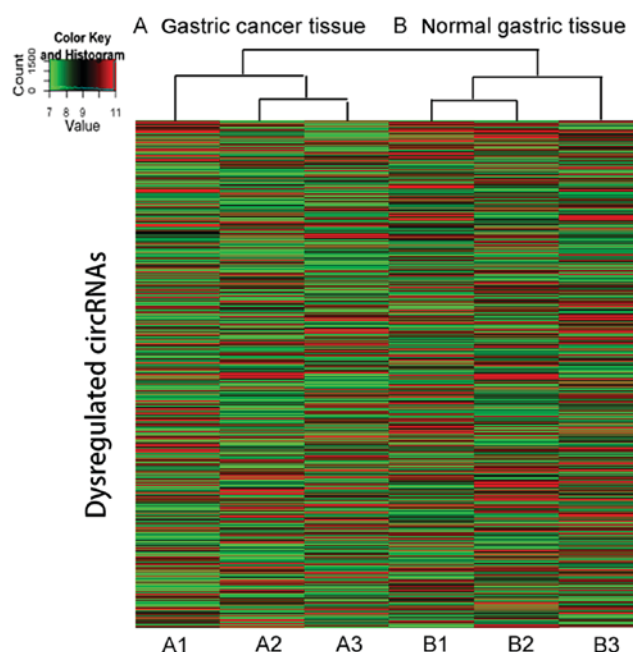 A Gastric cancer tissue B Normal gastric tissue
Color Key
and Histogram
Count
0 500 1500
7 8 9 11
Value
Dysregulated circRNAs
A1 A2 A3 B1 B2 B3